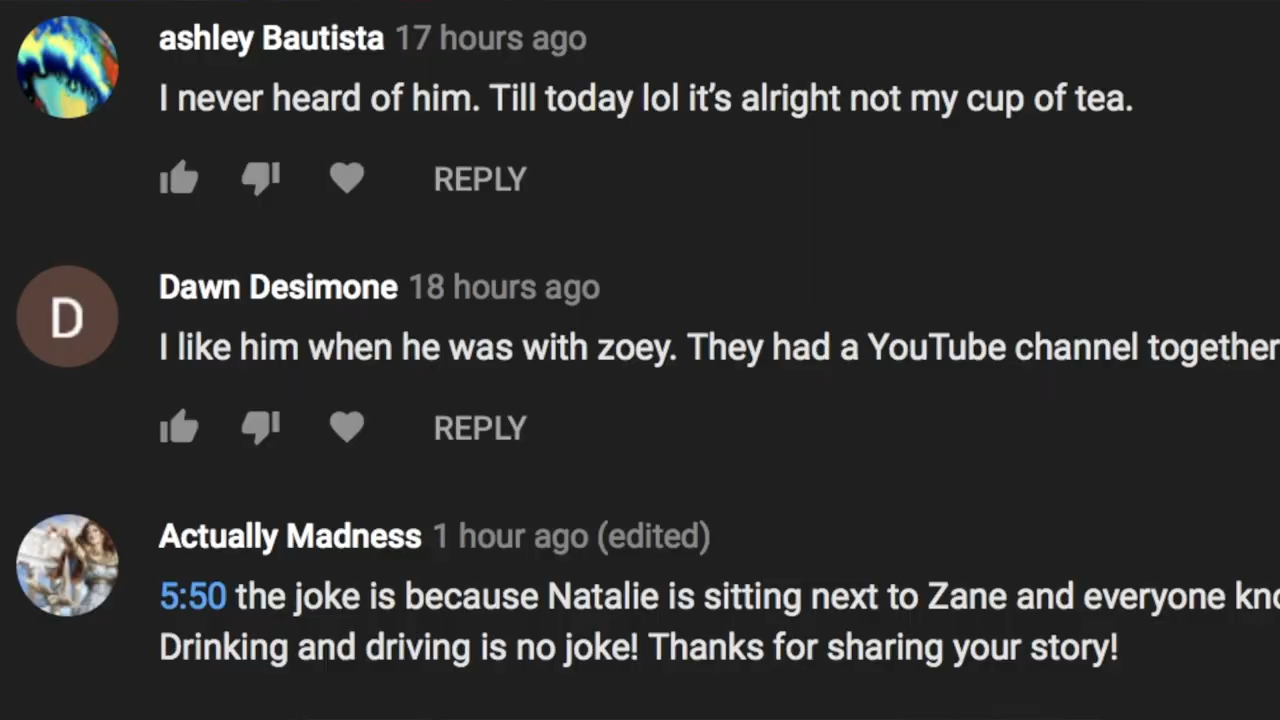 ashley Bautista 17 hours ago
I never heard of him. Till today lol it's alright not my cup of tea.
REPLY
D
Dawn Desimone 18 hours ago
I like him when he was with zoey. They had a YouTube channel together
REPLY
Actually Madness 1 hour ago (edited)
5:50 the joke is because Natalie is sitting next to Zane and everyone
Drinking and driving is no joke! Thanks for sharing your story!